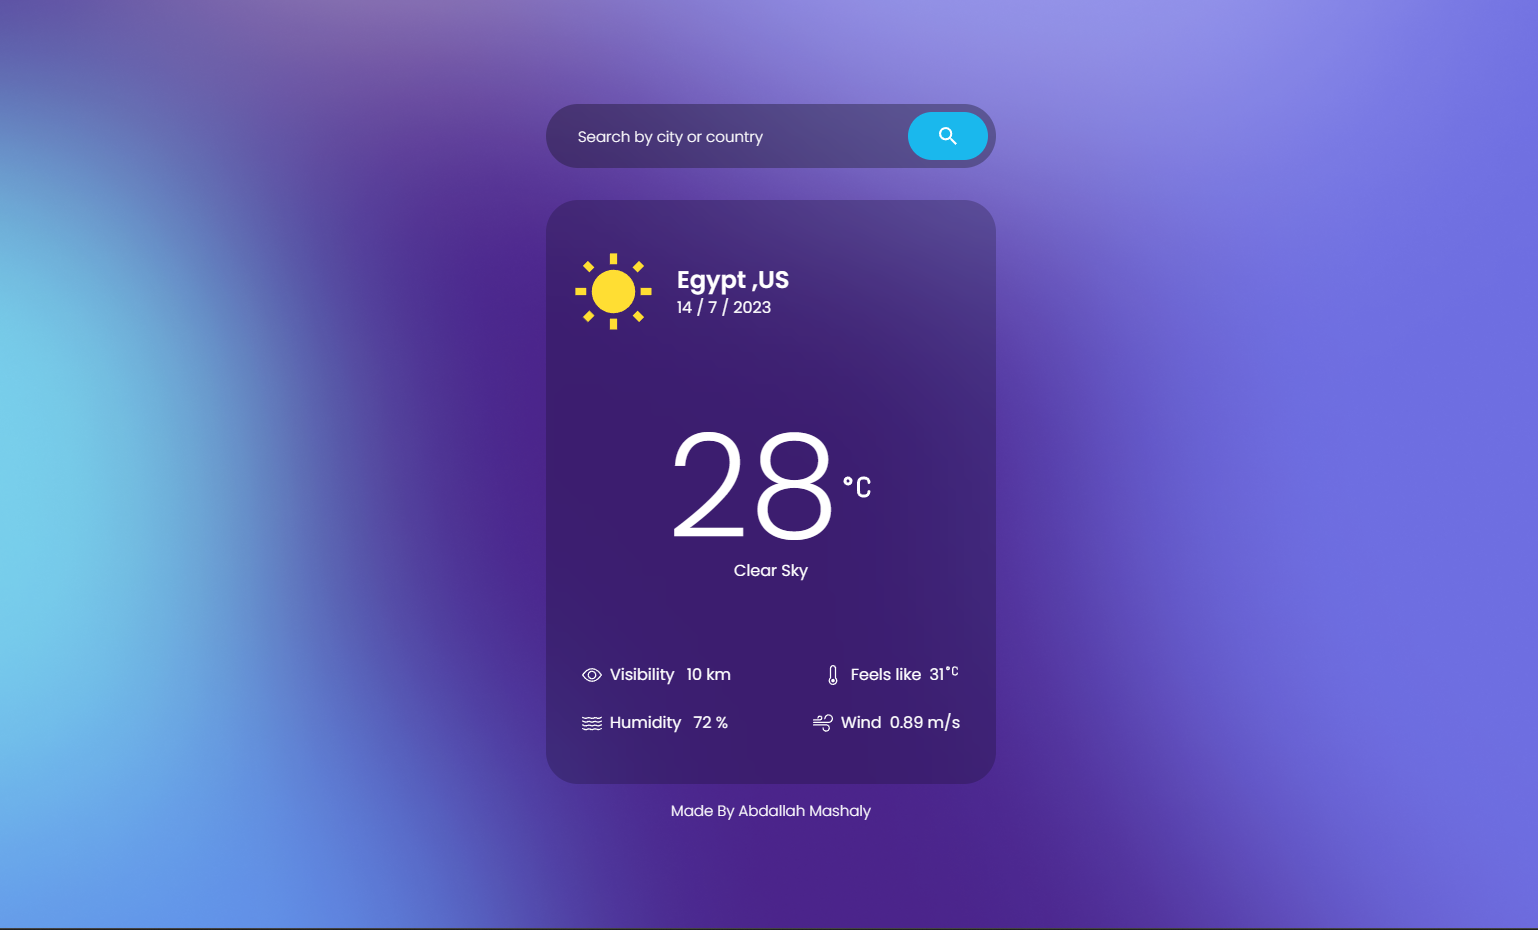 Search by city or country
Egypt ,US
14 / 7 / 2023
28 °C
Clear Sky
Visibility 10 km
Feels like 31°C
Humidity 72 %
Wind 0.89 m/s
Made By Abdallah Mashaly